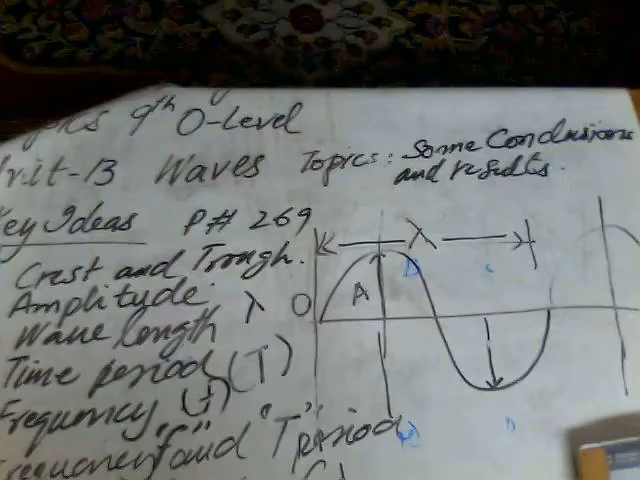 9th O-Level
Unit-13 Waves Topics: Some Conclusions
and results.
Key Ideas P# 269
λ
Crest and Trough.
Amplitude.
A
Wave length λ O
Time period (T)
Frequency (f)
"f" and "T" period